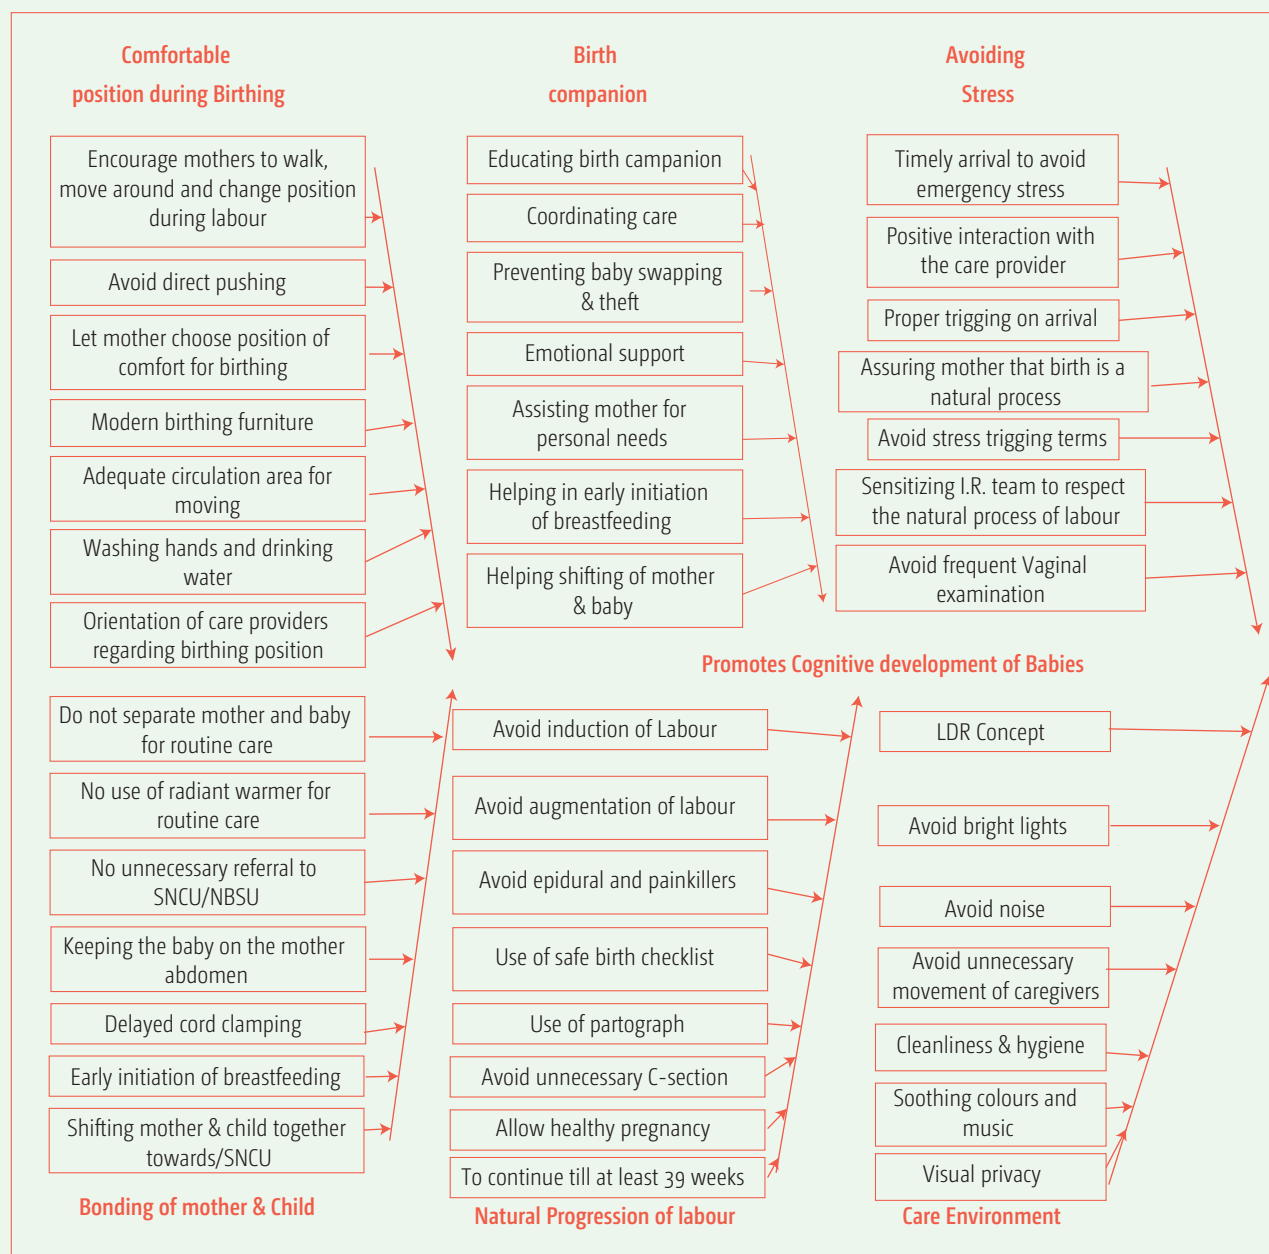 Comfortable
position during Birthing
Encourage mothers to walk,
move around and change position
during labour
Avoid direct pushing
Let mother choose position of
comfort for birthing
Modern birthing furniture
Adequate circulation area for
moving
Washing hands and drinking
water
Orientation of care providers
regarding birthing position
Birth
companion
Educating birth campanion
Coordinating care
Preventing baby swapping
& theft
Emotional support
Assisting mother for
personal needs
Helping in early initiation
of breastfeeding
Helping shifting of mother
& baby
Avoiding
Stress
Timely arrival to avoid
emergency stress
Positive interaction with
the care provider
Proper trigging on arrival
Assuring mother that birth is a
natural process
Avoid stress trigging terms
Sensitizing I.R. team to respect
the natural process of labour
Avoid frequent Vaginal
examination
Promotes Cognitive development of Babies
Do not separate mother and baby
for routine care
No use of radiant warmer for
routine care
No unnecessary referral to
SNCU/NBSU
Keeping the baby on the mother
abdomen
Delayed cord clamping
Early initiation of breastfeeding
Shifting mother & child together
towards/SNCU
Bonding of mother & Child
Avoid induction of Labour
Avoid augmentation of labour
Avoid epidural and painkillers
Use of safe birth checklist
Use of partograph
Avoid unnecessary C-section
Allow healthy pregnancy
To continue till at least 39 weeks
Natural Progression of labour
LDR Concept
Avoid bright lights
Avoid noise
Avoid unnecessary
movement of caregivers
Cleanliness & hygiene
Soothing colours and
music
Visual privacy
Care Environment